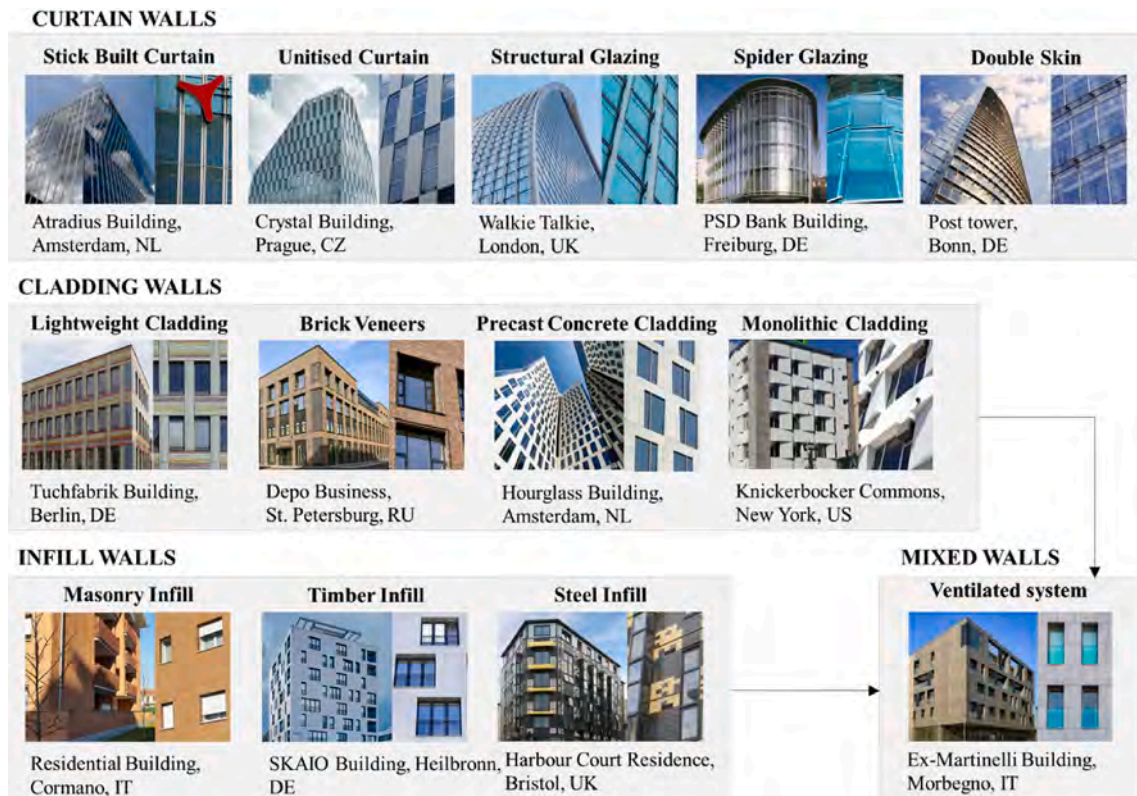 CURTAIN WALLS
Stick Built Curtain
Unitised Curtain
Structural Glazing
Spider Glazing
Double Skin
Atradius Building,
Amsterdam, NL
Crystal Building,
Prague, CZ
Walkie Talkie,
London, UK
PSD Bank Building,
Freiburg, DE
Post tower,
Bonn, DE
CLADDING WALLS
Lightweight Cladding
Brick Veneers
Precast Concrete Cladding
Monolithic Cladding
Tuchfabrik Building,
Berlin, DE
Depo Business,
St. Petersburg, RU
Hourglass Building,
Amsterdam, NL
Knickerbocker Commons,
New York, US
INFILL WALLS
Masonry Infill
Timber Infill
Steel Infill
Residential Building,
Cormano, IT
SKAIO Building, Heilbronn,
DE
Harbour Court Residence,
Bristol, UK
MIXED WALLS
Ventilated system
Ex-Martinelli Building,
Morbegno, IT